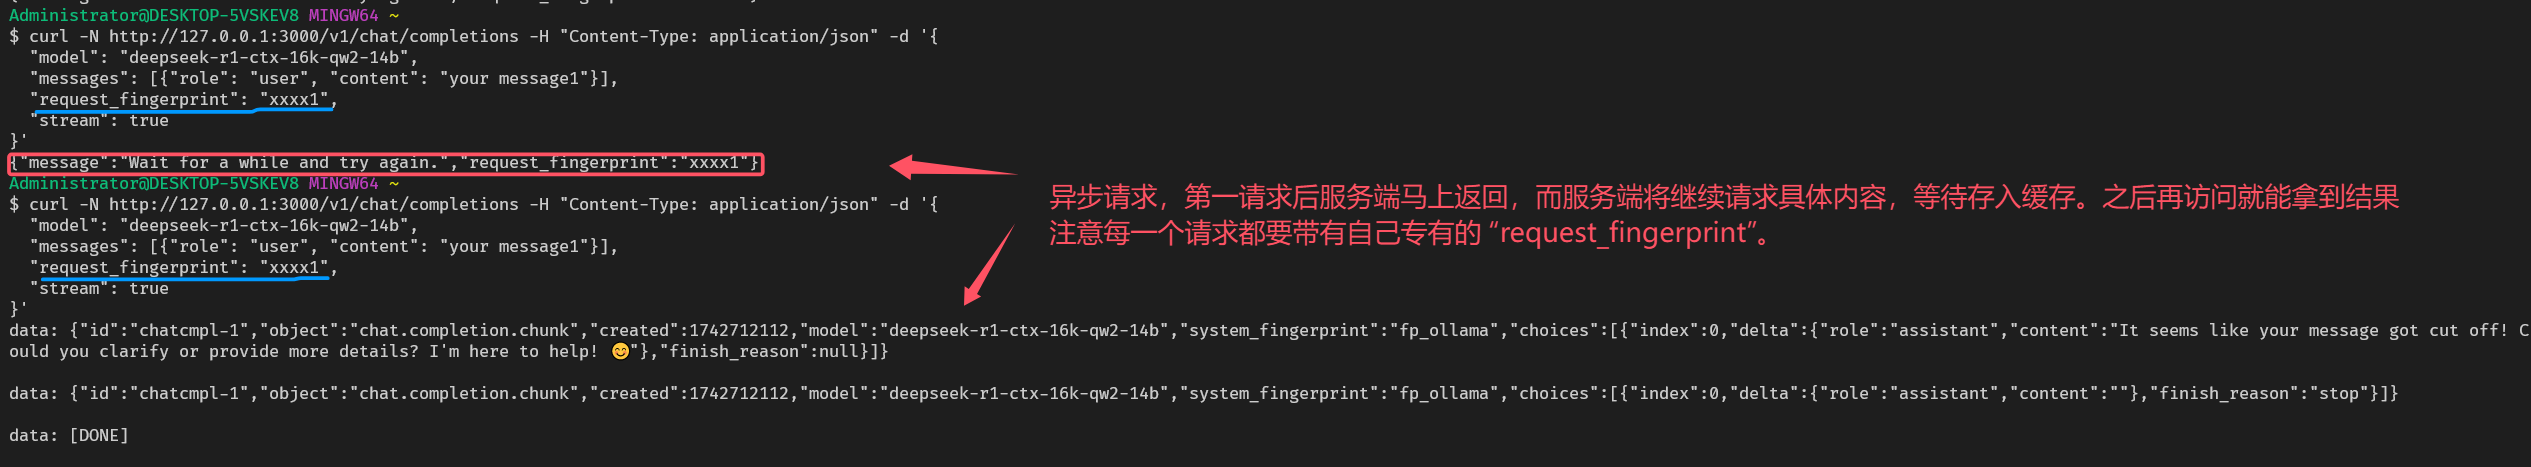 Administrator@DESKTOP-5VSKEV8 MINGW64 ~
$ curl -N http://127.0.0.1:3000/v1/chat/completions -H "Content-Type: application/json" -d '{
  "model": "deepseek-r1-ctx-16k-qw2-14b",
  "messages": [{"role": "user", "content": "your message1"}],
  "request_fingerprint": "xxxx1",
  "stream": true
}'
{"message":"Wait for a while and try again.","request_fingerprint":"xxxx1"}
Administrator@DESKTOP-5VSKEV8 MINGW64 ~
$ curl -N http://127.0.0.1:3000/v1/chat/completions -H "Content-Type: application/json" -d '{
  "model": "deepseek-r1-ctx-16k-qw2-14b",
  "messages": [{"role": "user", "content": "your message1"}],
  "request_fingerprint": "xxxx1",
  "stream": true
}'
异步请求，第一请求后服务端马上返回，而服务端将继续请求具体内容，等待存入缓存。之后再访问就能拿到结果
注意每一个请求都要带有自己专有的 “request_fingerprint”。
data: {"id":"chatcmpl-1","object":"chat.completion.chunk","created":1742712112,"model":"deepseek-r1-ctx-16k-qw2-14b","system_fingerprint":"fp_ollama","choices":[{"index":0,"delta":{"role":"assistant","content":"It seems like your message got cut off! C
ould you clarify or provide more details? I'm here to help! 😊"},"finish_reason":null}]}
data: {"id":"chatcmpl-1","object":"chat.completion.chunk","created":1742712112,"model":"deepseek-r1-ctx-16k-qw2-14b","system_fingerprint":"fp_ollama","choices":[{"index":0,"delta":{"role":"assistant","content":""},"finish_reason":"stop"}]}
data: [DONE]